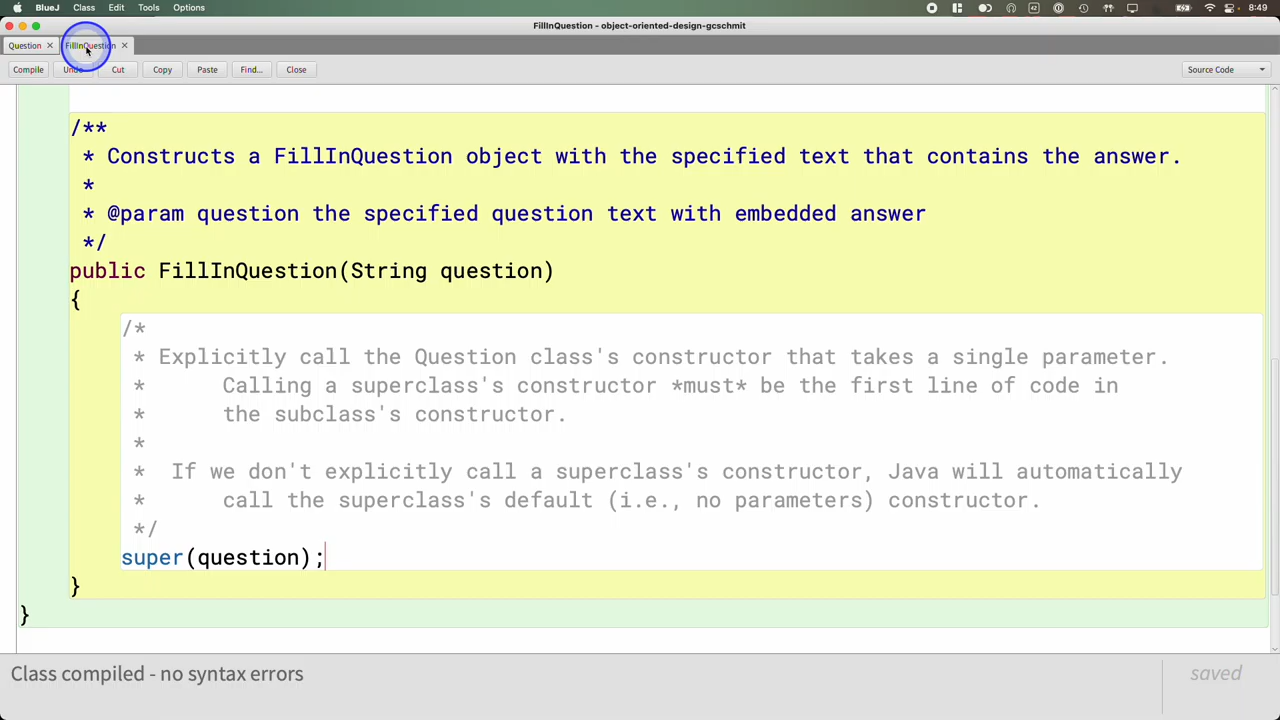 BlueJ Class Edit Tools Options 8:49
FillInQuestion - object-oriented-design-gcschmit
Question FillInQuestion
Compile Undo Cut Copy Paste Find... Close Source Code
/**
* Constructs a FillInQuestion object with the specified text that contains the answer.
*
* @param question the specified question text with embedded answer
*/
public FillInQuestion(String question)
{
/*
* Explicitly call the Question class's constructor that takes a single parameter.
* Calling a superclass's constructor *must* be the first line of code in
* the subclass's constructor.
*
* If we don't explicitly call a superclass's constructor, Java will automatically
* call the superclass's default (i.e., no parameters) constructor.
*/
super(question);
}
}
Class compiled - no syntax errors
saved